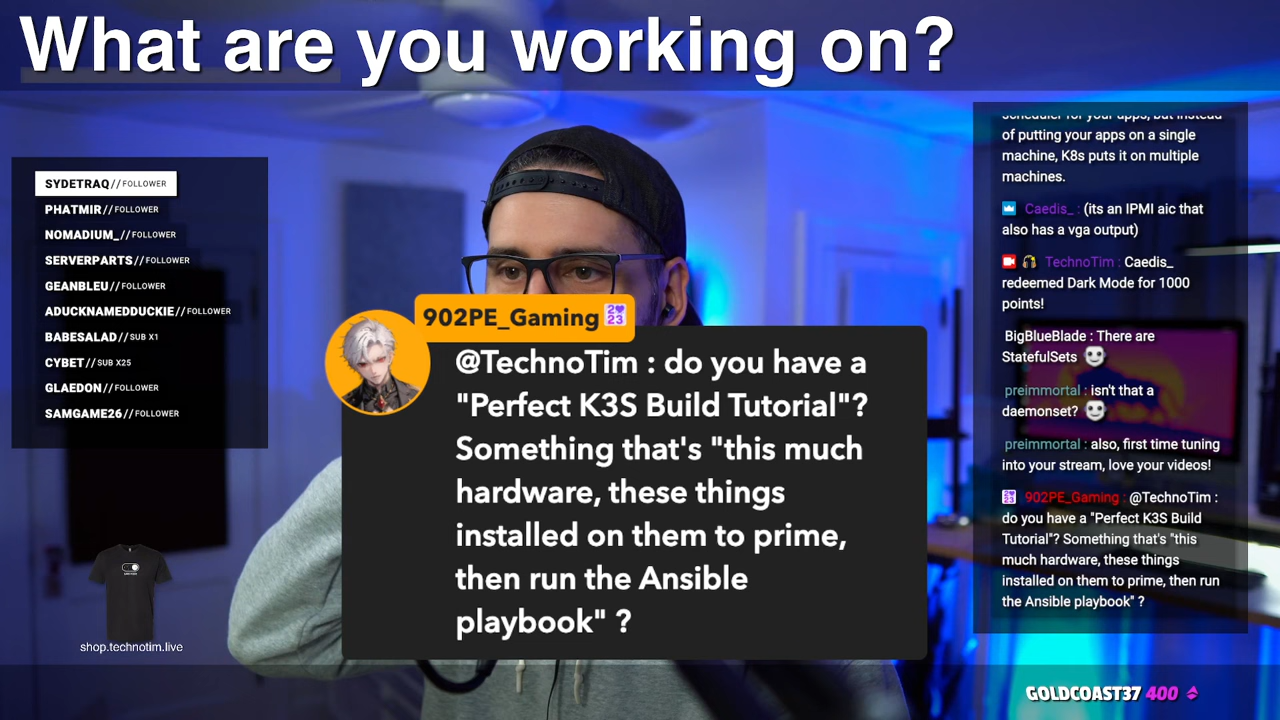 What are you working on?
SYDETRAQ//FOLLOWER
PHATMIR//FOLLOWER
NOMADIUM_//FOLLOWER
SERVERPARTS//FOLLOWER
GEANBLEU//FOLLOWER
ADUCKNAMEDDUCKIE//FOLLOWER
BABESALAD//SUB X1
CYBET//SUB X25
GLAEDON//FOLLOWER
SAMGAME26//FOLLOWER
shop.technotim.live
902PE_Gaming
@TechnoTim : do you have a
"Perfect K3S Build Tutorial"?
Something that's "this much
hardware, these things
installed on them to prime,
then run the Ansible
playbook" ?
scheduler for your apps, but instead
of putting your apps on a single
machine, K8s puts it on multiple
machines.
Caedis_ : (its an IPMI aic that
also has a vga output)
TechnoTim : Caedis_
redeemed Dark Mode for 1000
points!
BigBlueBlade : There are
StatefulSets
preimmortal : isn't that a
daemonset?
preimmortal : also, first time tuning
into your stream, love your videos!
902PE_Gaming : @TechnoTim :
do you have a "Perfect K3S Build
Tutorial"? Something that's "this
much hardware, these things
installed on them to prime, then run
the Ansible playbook" ?
GOLDCOAST37 400